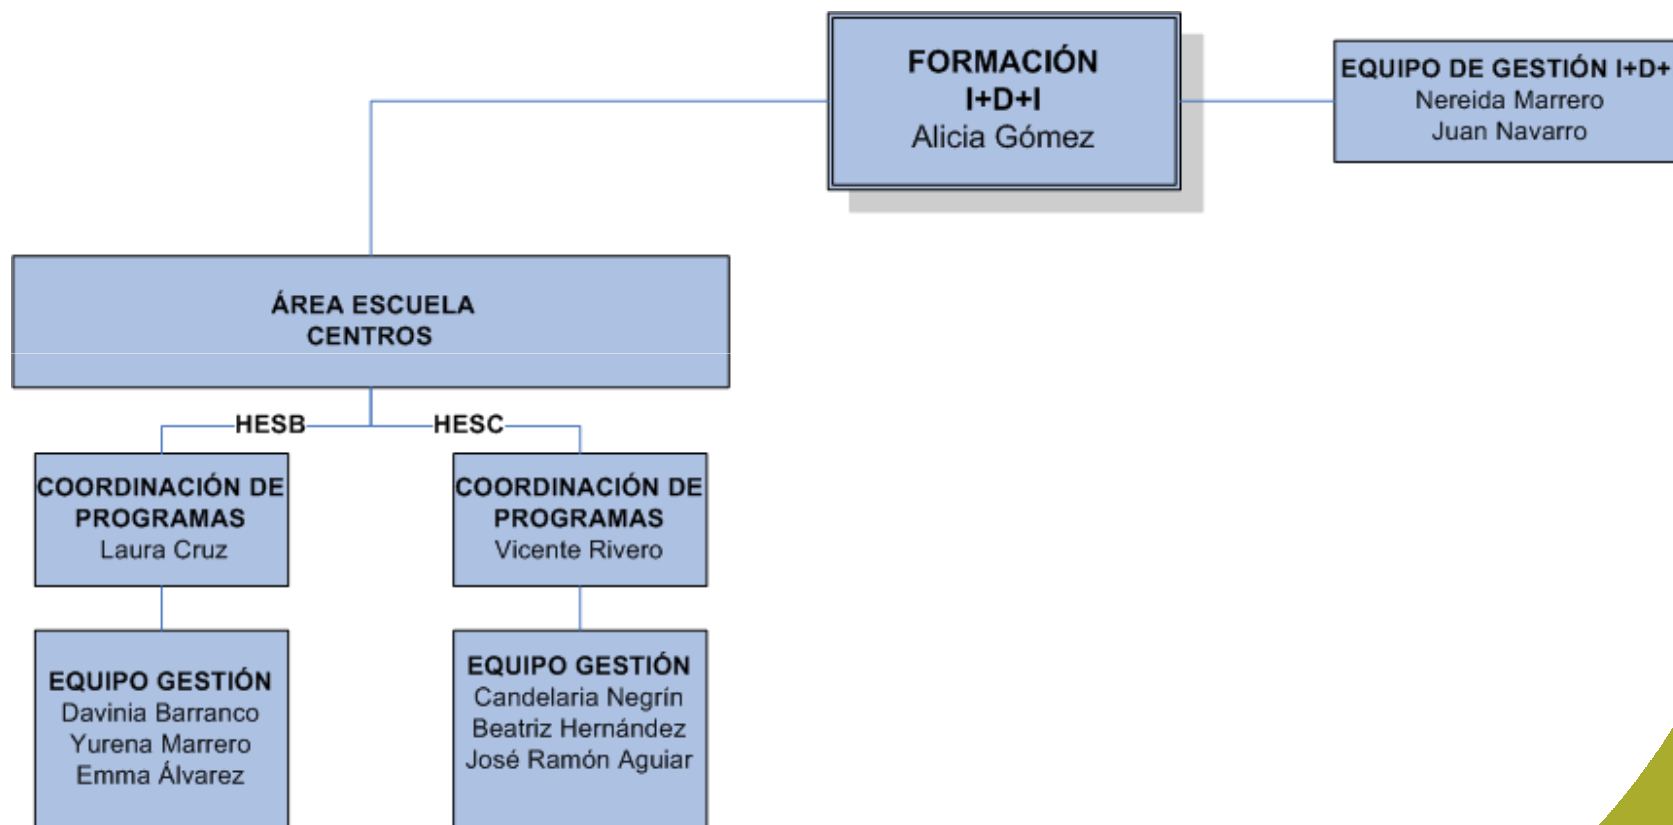 FORMACIÓN
I+D+I
Alicia Gómez
EQUIPO DE GESTIÓN I+D+
Nereida Marrero
Juan Navarro
ÁREA ESCUELA
CENTROS
HESB
HESC
COORDINACIÓN DE
PROGRAMAS
Laura Cruz
COORDINACIÓN DE
PROGRAMAS
Vicente Rivero
EQUIPO GESTIÓN
Davinia Barranco
Yurena Marrero
Emma Álvarez
EQUIPO GESTIÓN
Candelaria Negrín
Beatriz Hernández
José Ramón Aguiar